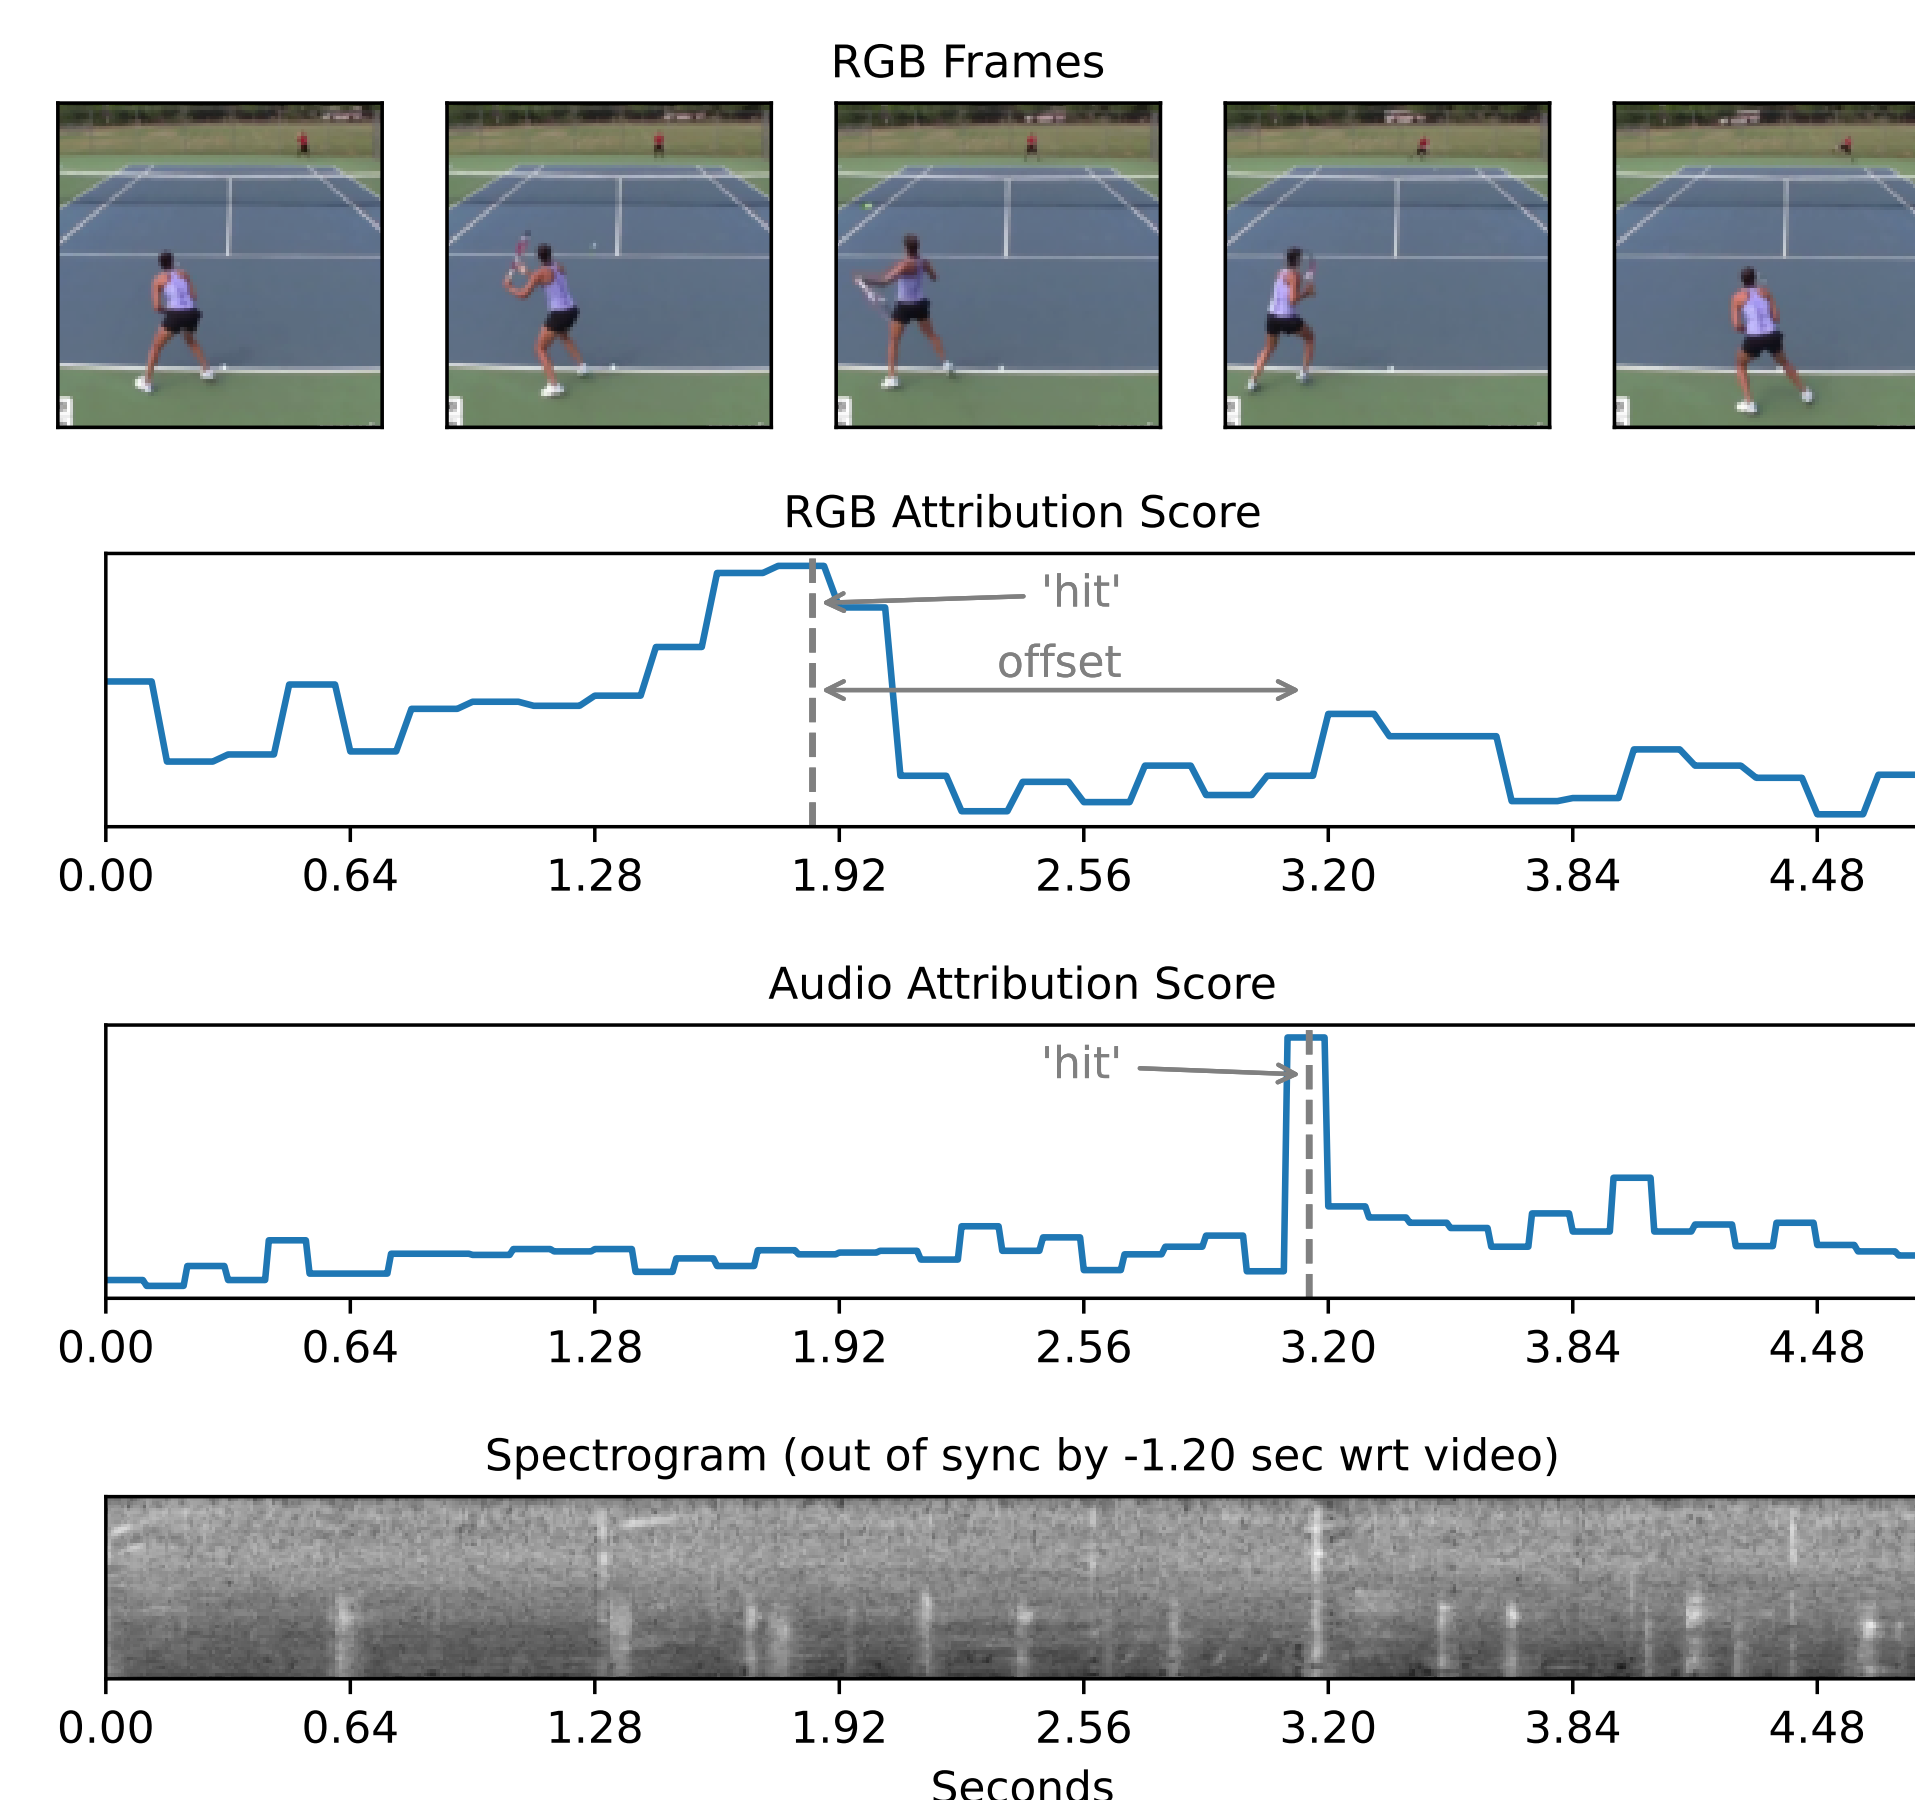 RGB Frames
RGB Attribution Score
'hit'
offset
0.00 0.64 1.28 1.92 2.56 3.20 3.84 4.48
Audio Attribution Score
'hit'
0.00 0.64 1.28 1.92 2.56 3.20 3.84 4.48
Spectrogram (out of sync by -1.20 sec wrt video)
0.00 0.64 1.28 1.92 2.56 3.20 3.84 4.48
Seconds